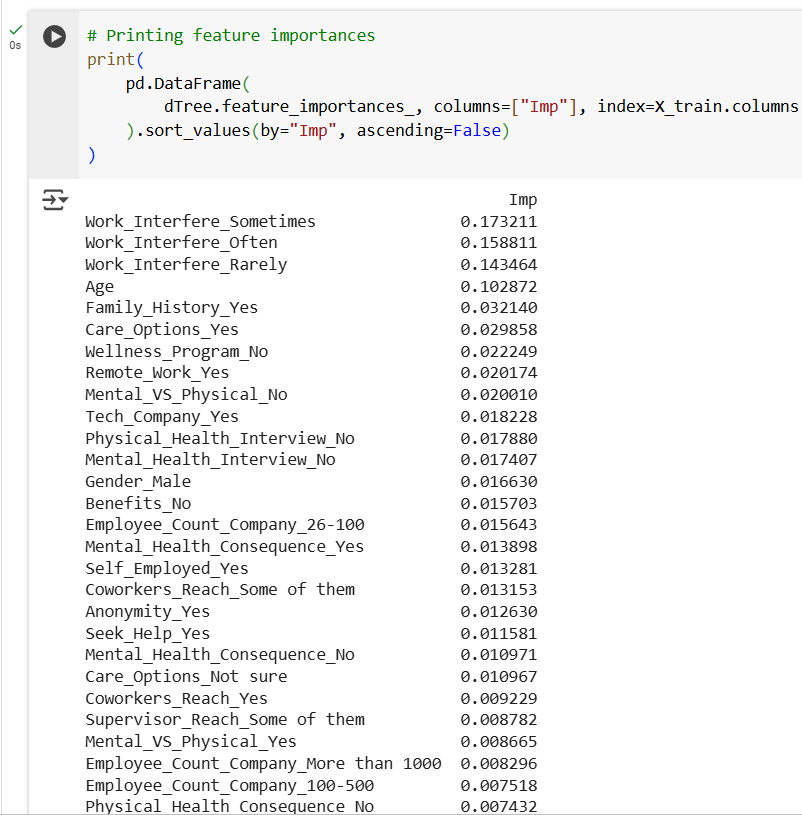 0s
# Printing feature importances
print(
    pd.DataFrame(
        dTree.feature_importances_, columns=["Imp"], index=X_train.columns
    ).sort_values(by="Imp", ascending=False)
)
Imp
Work_Interfere_Sometimes 0.173211
Work_Interfere_Often 0.158811
Work_Interfere_Rarely 0.143464
Age 0.102872
Family_History_Yes 0.032140
Care_Options_Yes 0.029858
Wellness_Program_No 0.022249
Remote_Work_Yes 0.020174
Mental_VS_Physical_No 0.020010
Tech_Company_Yes 0.018228
Physical_Health_Interview_No 0.017880
Mental_Health_Interview_No 0.017407
Gender_Male 0.016630
Benefits_No 0.015703
Employee_Count_Company_26-100 0.015643
Mental_Health_Consequence_Yes 0.013898
Self_Employed_Yes 0.013281
Coworkers_Reach_Some of them 0.013153
Anonymity_Yes 0.012630
Seek_Help_Yes 0.011581
Mental_Health_Consequence_No 0.010971
Care_Options_Not sure 0.010967
Coworkers_Reach_Yes 0.009229
Supervisor_Reach_Some of them 0.008782
Mental_VS_Physical_Yes 0.008665
Employee_Count_Company_More than 1000 0.008296
Employee_Count_Company_100-500 0.007518
Physical Health Consequence No 0.007432